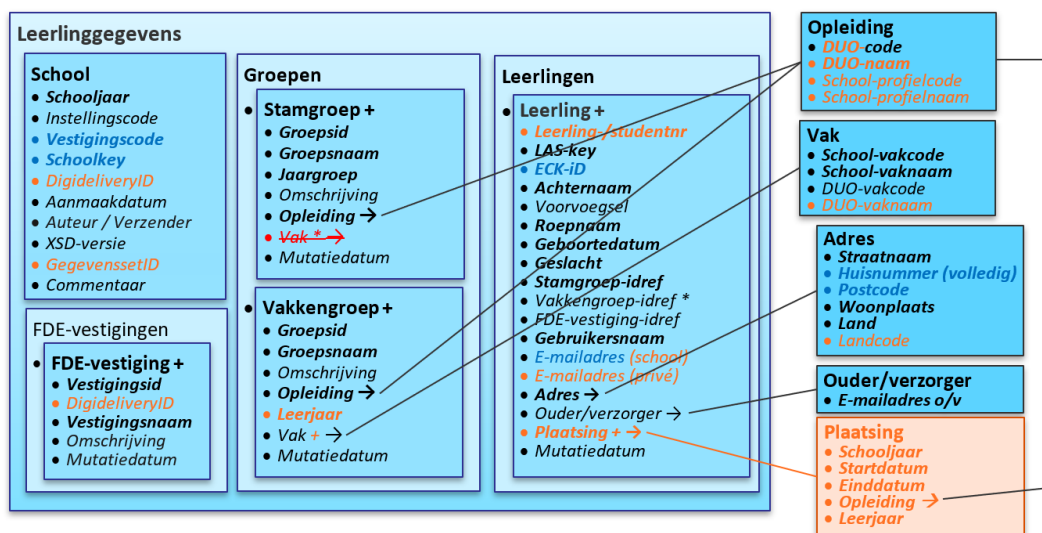 Leerlinggegevens
School
• Schooljaar
• Instellingscode
• Vestigingscode
• Schoolkey
• DigideliveryID
• Aanmaakdatum
• Auteur / Verzender
• XSD-versie
• GegevenssetID
• Commentaar
FDE-vestigingen
• FDE-vestiging +
• Vestigingsid
• DigideliveryID
• Vestigingsnaam
• Omschrijving
• Mutatiedatum
Groepen
• Stamgroep +
• Groepsid
• Groepsnaam
• Jaargroep
• Omschrijving
• Opleiding →
• Vak * →
• Mutatiedatum
• Vakkengroep +
• Groepsid
• Groepsnaam
• Omschrijving
• Opleiding →
• Leerjaar
• Vak + →
• Mutatiedatum
Leerlingen
• Leerling +
• Leerling-/studentnr
• LAS-key
• ECK-iD
• Achternaam
• Voorvoegsel
• Roepnaam
• Geboortedatum
• Geslacht
• Stamgroep-idref
• Vakkengroep-idref *
• FDE-vestiging-idref
• Gebruikersnaam
• E-mailadres (school)
• E-mailadres (privé)
• Adres →
• Ouder/verzorger →
• Plaatsing + →
• Mutatiedatum
Opleiding
• DUO-code
• DUO-naam
• School-profielcode
• School-profielnaam
Vak
• School-vakcode
• School-vaknaam
• DUO-vakcode
• DUO-vaknaam
Adres
• Straatnaam
• Huisnummer (volledig)
• Postcode
• Woonplaats
• Land
• Landcode
Ouder/verzorger
• E-mailadres o/v
Plaatsing
• Schooljaar
• Startdatum
• Einddatum
• Opleiding →
• Leerjaar